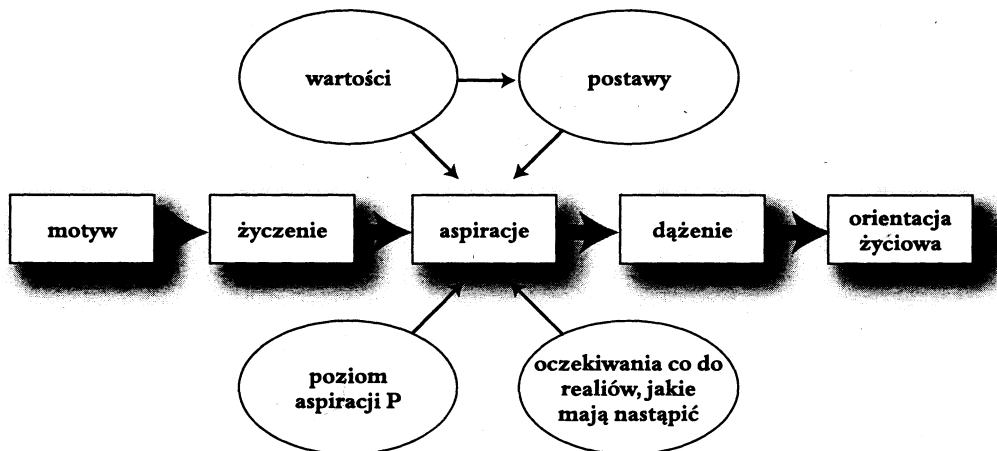 wartości
postawy
motyw
życzenie
aspiracje
dążenie
orientacja
życiowa
poziom
aspiracji P
oczekiwania co do
realiów, jakie
mają nastąpić